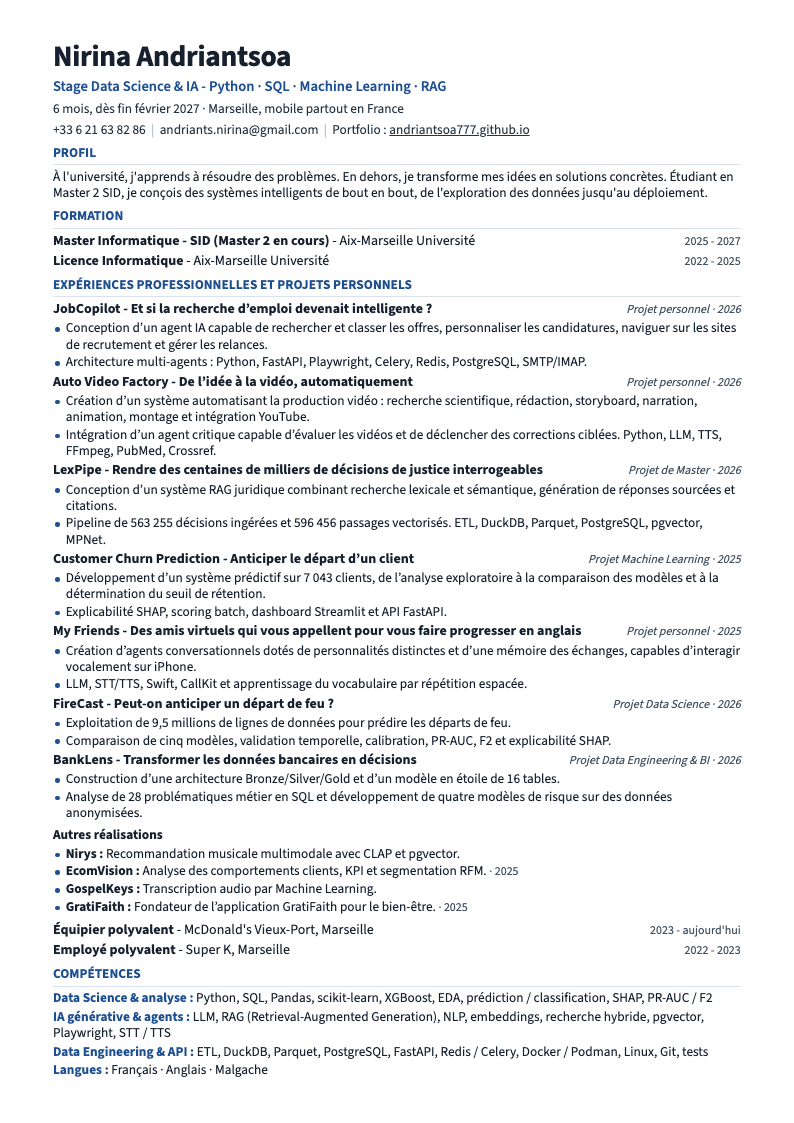 Nirina Andriantsoa
Stage Data Science & IA - Python · SQL · Machine Learning · RAG
6 mois, dès fin février 2027 · Marseille, mobile partout en France
+33 6 21 63 82 86 | andriants.nirina@gmail.com | Portfolio : andriantsoa777.github.io
PROFIL
À l'université, j'apprends à résoudre des problèmes. En dehors, je transforme mes idées en solutions concrètes. Étudiant en
Master 2 SID, je conçois des systèmes intelligents de bout en bout, de l'exploration des données jusqu'au déploiement.
FORMATION
Master Informatique - SID (Master 2 en cours) - Aix-Marseille Université 2025 - 2027
Licence Informatique - Aix-Marseille Université 2022 - 2025
EXPÉRIENCES PROFESSIONNELLES ET PROJETS PERSONNELS
JobCopilot - Et si la recherche d’emploi devenait intelligente ? Projet personnel · 2026
• Conception d’un agent IA capable de rechercher et classer les offres, personnaliser les candidatures, naviguer sur les sites
de recrutement et gérer les relances.
• Architecture multi-agents : Python, FastAPI, Playwright, Celery, Redis, PostgreSQL, SMTP/IMAP.
Auto Video Factory - De l’idée à la vidéo, automatiquement Projet personnel · 2026
• Création d’un système automatisant la production vidéo : recherche scientifique, rédaction, storyboard, narration,
animation, montage et intégration YouTube.
• Intégration d’un agent critique capable d’évaluer les vidéos et de déclencher des corrections ciblées. Python, LLM, TTS,
FFmpeg, PubMed, Crossref.
LexPipe - Rendre des centaines de milliers de décisions de justice interrogeables Projet de Master · 2026
• Conception d’un système RAG juridique combinant recherche lexicale et sémantique, génération de réponses sourcées et
citations.
• Pipeline de 563 255 décisions ingérées et 596 456 passages vectorisés. ETL, DuckDB, Parquet, PostgreSQL, pgvector,
MPNet.
Customer Churn Prediction - Anticiper le départ d’un client Projet Machine Learning · 2025
• Développement d’un système prédictif sur 7 043 clients, de l’analyse exploratoire à la comparaison des modèles et à la
détermination du seuil de rétention.
• Explicabilité SHAP, scoring batch, dashboard Streamlit et API FastAPI.
My Friends - Des amis virtuels qui vous appellent pour vous faire progresser en anglais Projet personnel · 2025
• Création d’agents conversationnels dotés de personnalités distinctes et d’une mémoire des échanges, capables d’interagir
vocalement sur iPhone.
• LLM, STT/TTS, Swift, CallKit et apprentissage du vocabulaire par répétition espacée.
FireCast - Peut-on anticiper un départ de feu ? Projet Data Science · 2026
• Exploitation de 9,5 millions de lignes de données pour prédire les départs de feu.
• Comparaison de cinq modèles, validation temporelle, calibration, PR-AUC, F2 et explicabilité SHAP.
BankLens - Transformer les données bancaires en décisions Projet Data Engineering & BI · 2026
• Construction d’une architecture Bronze/Silver/Gold et d’un modèle en étoile de 16 tables.
• Analyse de 28 problématiques métier en SQL et développement de quatre modèles de risque sur des données
anonymisées.
Autres réalisations
• Nirys : Recommandation musicale multimodale avec CLAP et pgvector.
• EcomVision : Analyse des comportements clients, KPI et segmentation RFM. · 2025
• GospelKeys : Transcription audio par Machine Learning.
• GratiFaith : Fondateur de l’application GratiFaith pour le bien-être. · 2025
Équipier polyvalent - McDonald's Vieux-Port, Marseille 2023 - aujourd'hui
Employé polyvalent - Super K, Marseille 2022 - 2023
COMPÉTENCES
Data Science & analyse : Python, SQL, Pandas, scikit-learn, XGBoost, EDA, prédiction / classification, SHAP, PR-AUC / F2
IA générative & agents : LLM, RAG (Retrieval-Augmented Generation), NLP, embeddings, recherche hybride, pgvector,
Playwright, STT / TTS
Data Engineering & API : ETL, DuckDB, Parquet, PostgreSQL, FastAPI, Redis / Celery, Docker / Podman, Linux, Git, tests
Langues : Français · Anglais · Malgache